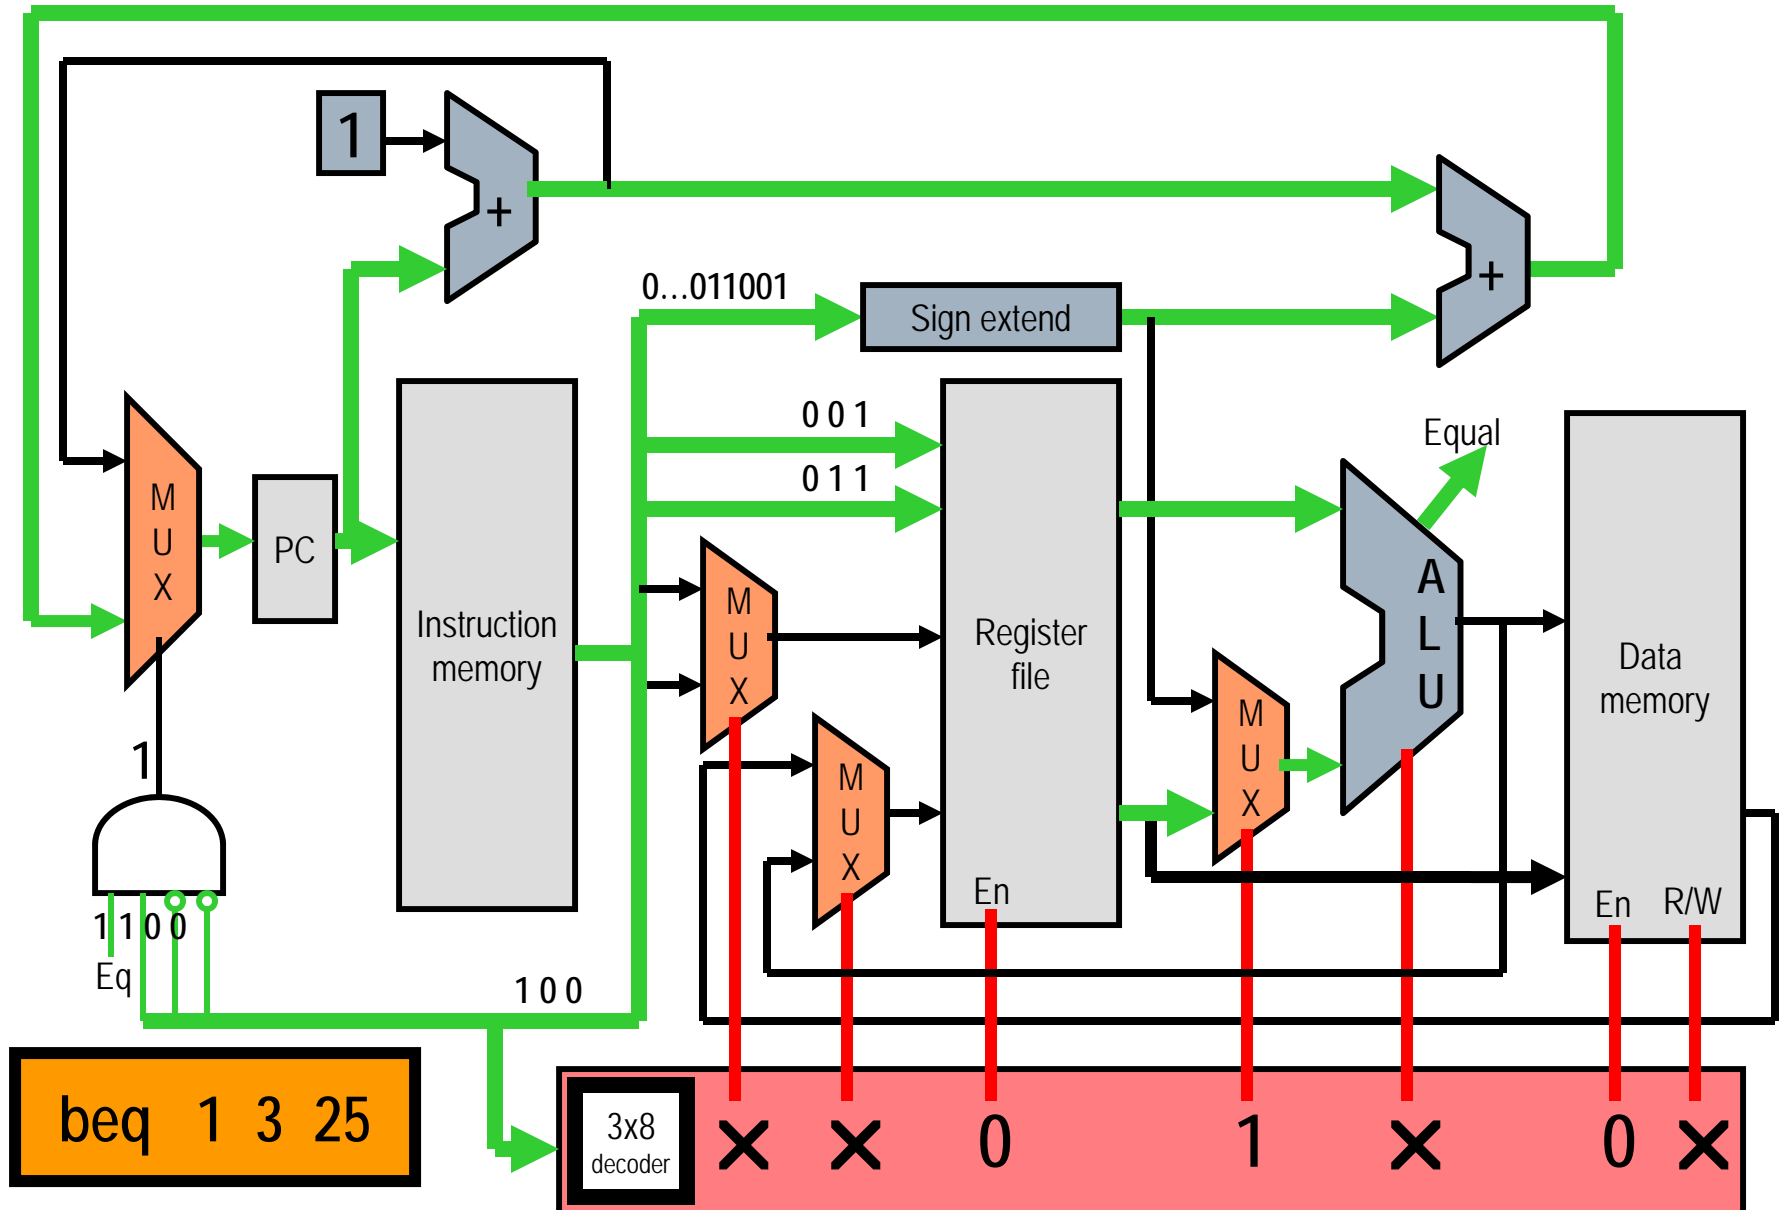 1
+
+
0...011001
Sign extend
0 0 1
0 1 1
Equal
M
U
X
PC
Instruction
memory
M
U
X
Register
file
A
L
U
Data
memory
M
U
X
M
U
X
1
En
En
R/W
1 1 0 0
Eq
1 0 0
beq 1 3 25
3x8
decoder
X X 0 1 X 0 X